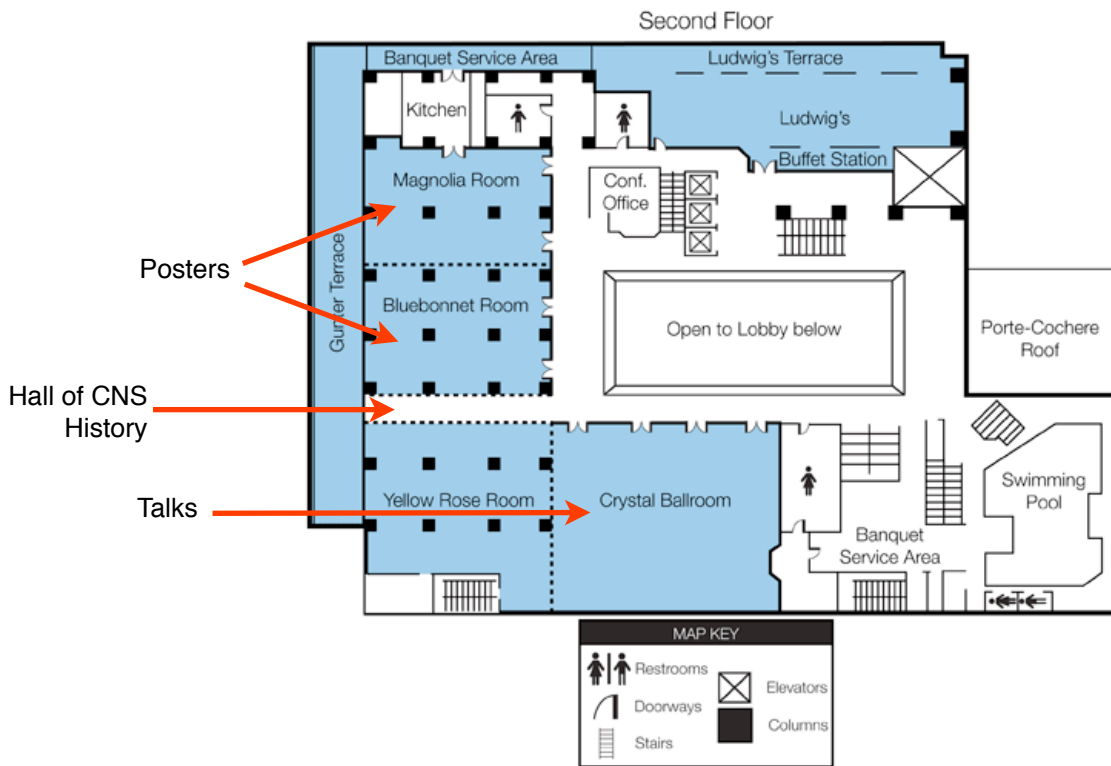 Second Floor
Banquet Service Area
Ludwig's Terrace
Kitchen
Ludwig's
Buffet Station
Magnolia Room
Conf.
Office
Posters
Gunter Terrace
Bluebonnet Room
Open to Lobby below
Porte-Cochere
Roof
Hall of CNS
History
Talks
Yellow Rose Room
Crystal Ballroom
Swimming
Pool
Banquet
Service Area
MAP KEY
Restrooms
Elevators
Doorways
Columns
Stairs